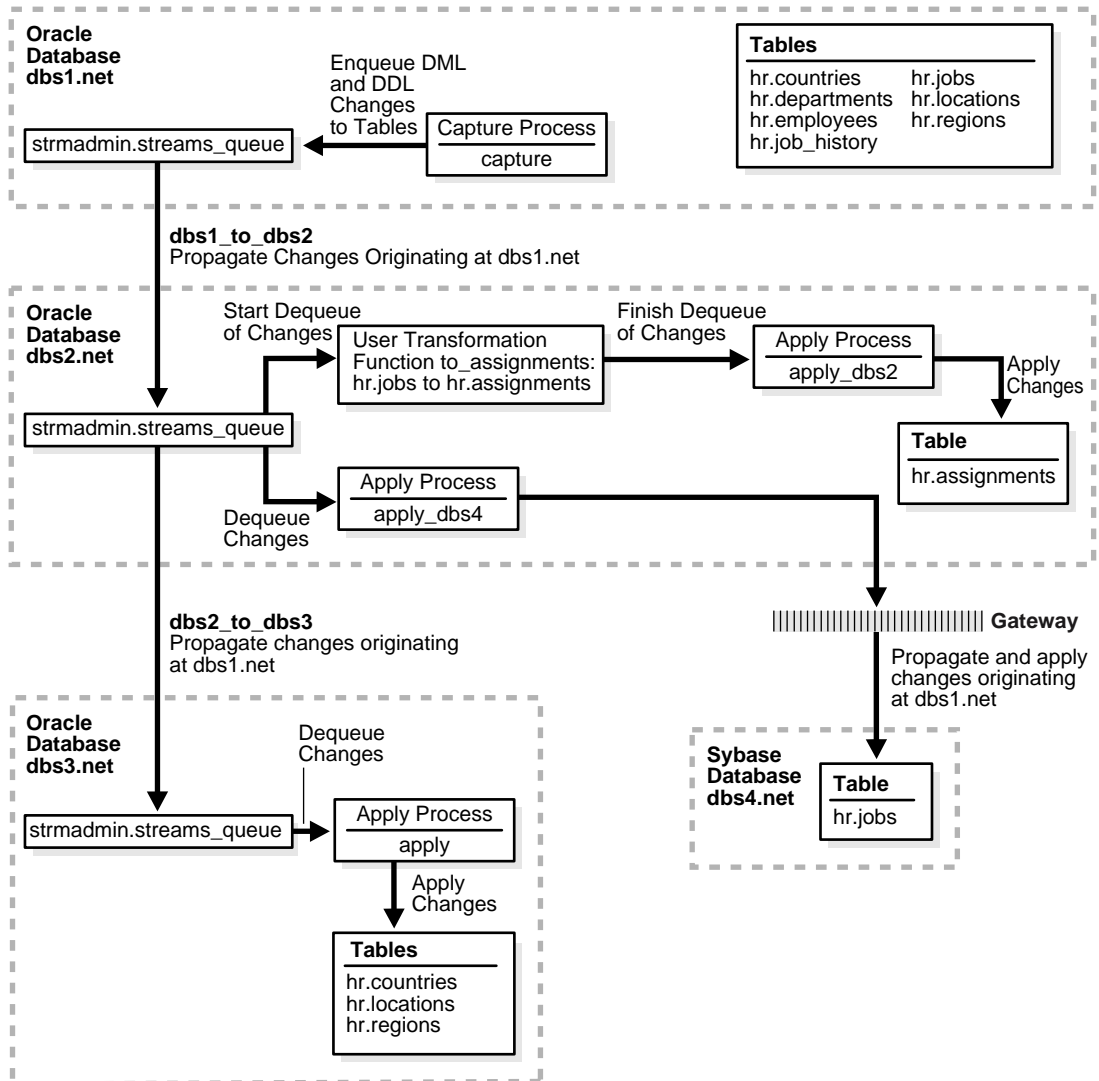 Oracle
Database
dbs1.net
Enqueue DML
and DDL
Changes
to Tables
strmadmin.streams_queue
Capture Process
capture
Tables
hr.countries
hr.departments
hr.employees
hr.job_history
hr.jobs
hr.locations
hr.regions
dbs1_to_dbs2
Propagate Changes Originating at dbs1.net
Oracle
Database
dbs2.net
Start Dequeue
of Changes
User Transformation
Function to_assignments:
hr.jobs to hr.assignments
Finish Dequeue
of Changes
Apply Process
apply_dbs2
Apply
Changes
strmadmin.streams_queue
Table
hr.assignments
Dequeue
Changes
Apply Process
apply_dbs4
dbs2_to_dbs3
Propagate changes originating
at dbs1.net
Gateway
Propagate and apply
changes originating
at dbs1.net
Oracle
Database
dbs3.net
Dequeue
Changes
strmadmin.streams_queue
Apply Process
apply
Apply
Changes
Tables
hr.countries
hr.locations
hr.regions
Sybase
Database
dbs4.net
Table
hr.jobs